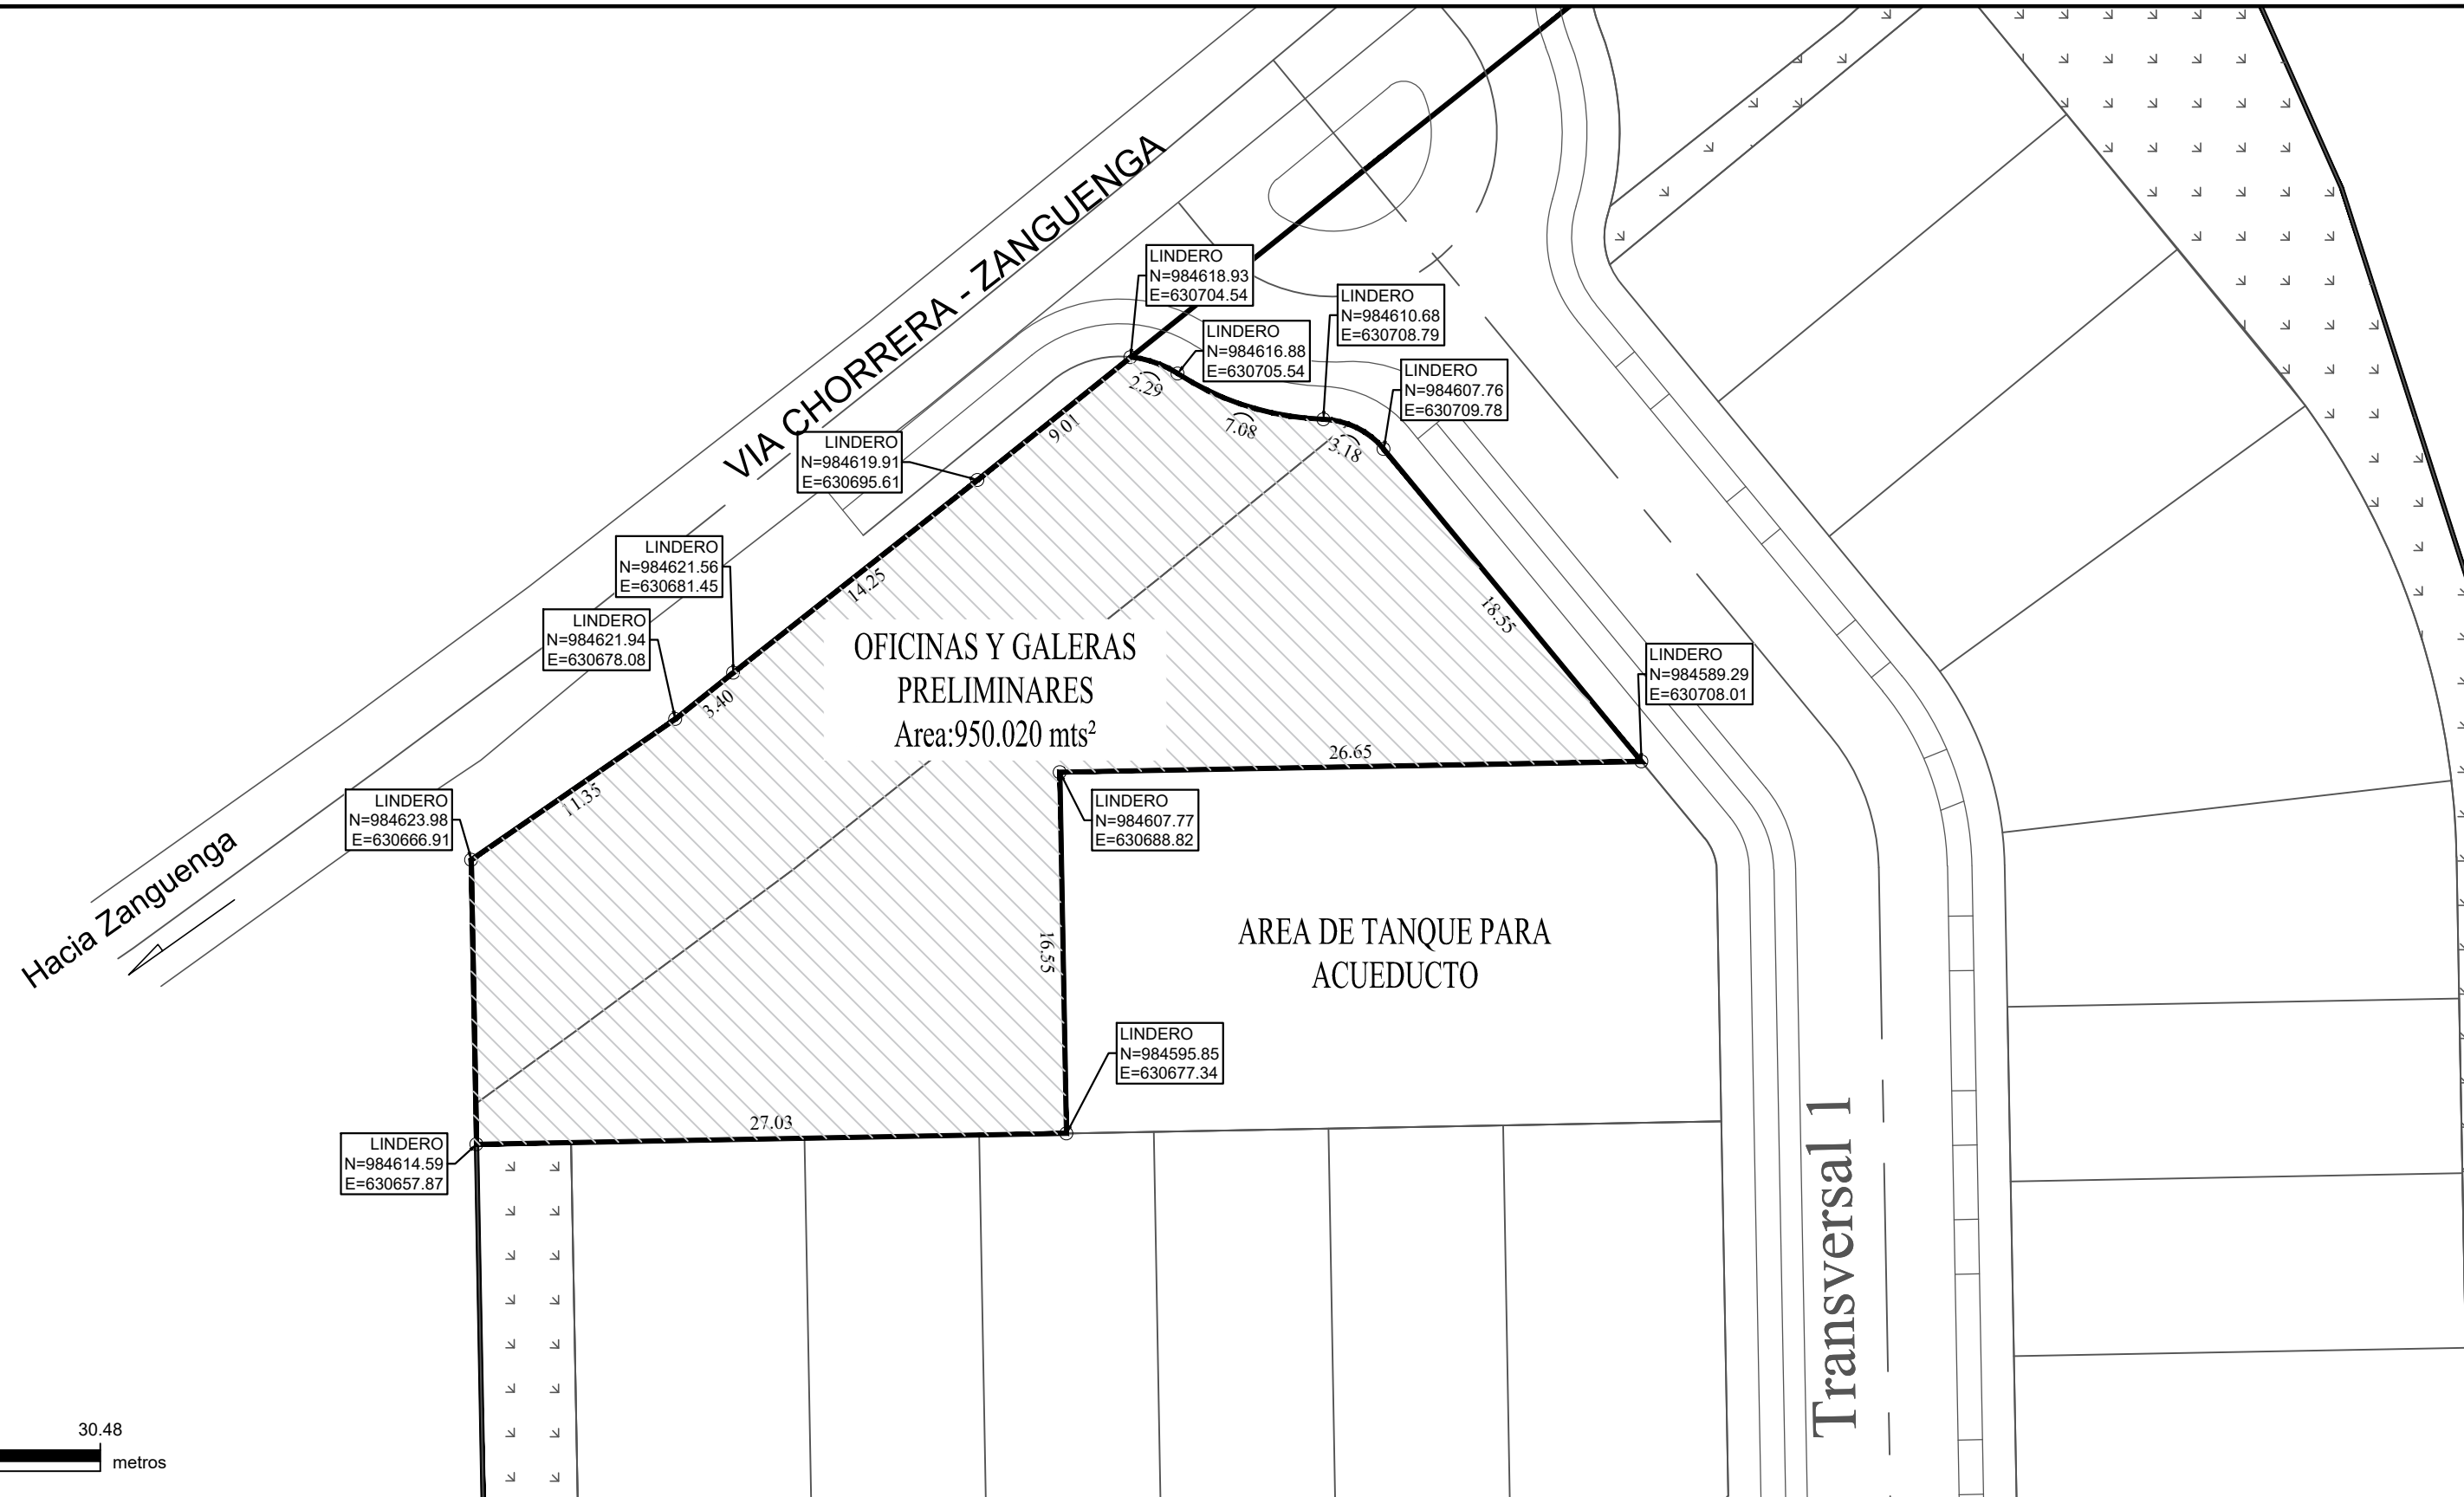 VIA CHORRERA - ZANGUENGA
LINDERO
N=984618.93
E=630704.54
LINDERO
N=984610.68
E=630708.79
LINDERO
N=984616.88
E=630705.54
LINDERO
N=984607.76
E=630709.78
LINDERO
N=984619.91
E=630695.61
2.29
7.08
3.18
9.01
LINDERO
N=984621.56
E=630681.45
14.25
LINDERO
N=984621.94
E=630678.08
3.40
18.55
OFICINAS Y GALERAS
PRELIMINARES
Area:950.020 mts²
LINDERO
N=984589.29
E=630708.01
26.65
LINDERO
N=984623.98
E=630666.91
11.35
LINDERO
N=984607.77
E=630688.82
Hacia Zanguenga
16.55
AREA DE TANQUE PARA
ACUEDUCTO
LINDERO
N=984595.85
E=630677.34
27.03
LINDERO
N=984614.59
E=630657.87
Transversal 1
30.48
metros